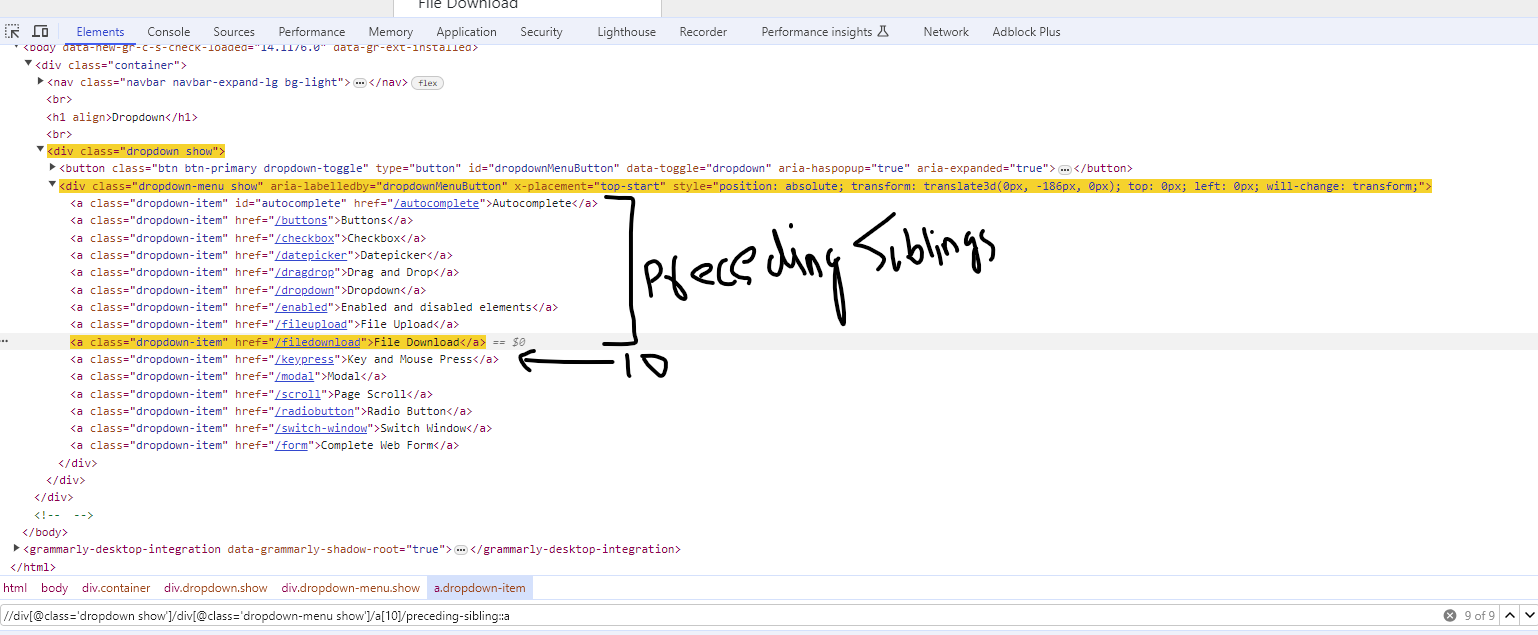 File Download
Elements Console Sources Performance Memory Application Security Lighthouse Recorder Performance insights Network Adblock Plus
<body data-new-gr-c-s-check-loaded="14.1176.0" data-gr-ext-installed>
<div class="container">
<nav class="navbar navbar-expand-lg bg-light"> … </nav> flex
<br>
<h1 align>Dropdown</h1>
<br>
<div class="dropdown show">
<button class="btn btn-primary dropdown-toggle" type="button" id="dropdownMenuButton" data-toggle="dropdown" aria-haspopup="true" aria-expanded="true"> … </button>
<div class="dropdown-menu show" aria-labelledby="dropdownMenuButton" x-placement="top-start" style="position: absolute; transform: translate3d(0px, -186px, 0px); top: 0px; left: 0px; will-change: transform;">
<a class="dropdown-item" id="autocomplete" href="/autocomplete">Autocomplete</a>
<a class="dropdown-item" href="/buttons">Buttons</a>
<a class="dropdown-item" href="/checkbox">Checkbox</a>
<a class="dropdown-item" href="/datepicker">Datepicker</a>
<a class="dropdown-item" href="/dragdrop">Drag and Drop</a>
<a class="dropdown-item" href="/dropdown">Dropdown</a>
<a class="dropdown-item" href="/enabled">Enabled and disabled elements</a>
<a class="dropdown-item" href="/fileupload">File Upload</a>
Preceding Siblings
<a class="dropdown-item" href="/filedownload">File Download</a> == $0
<a class="dropdown-item" href="/keypress">Key and Mouse Press</a>
10
<a class="dropdown-item" href="/modal">Modal</a>
<a class="dropdown-item" href="/scroll">Page Scroll</a>
<a class="dropdown-item" href="/radiobutton">Radio Button</a>
<a class="dropdown-item" href="/switch-window">Switch Window</a>
<a class="dropdown-item" href="/form">Complete Web Form</a>
</div>
</div>
</div>
<!--  -->
</body>
<grammarly-desktop-integration data-grammarly-shadow-root="true"> … </grammarly-desktop-integration>
</html>
html body div.container div.dropdown.show div.dropdown-menu.show a.dropdown-item
//div[@class='dropdown show']/div[@class='dropdown-menu show']/a[10]/preceding-sibling::a 9 of 9